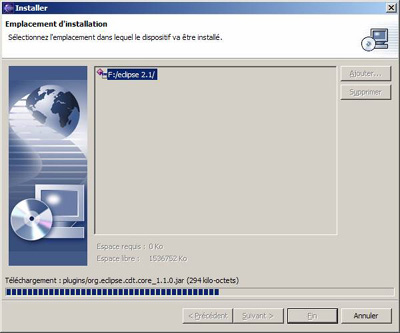 Installer
Emplacement d'installation
Sélectionnez l'emplacement dans lequel le dispositif va être installé.
F:/eclipse 2.1/
Ajouter...
Supprimer
Espace requis : 0 Ko
Espace libre : 1536752 Ko
Téléchargement : plugins/org.eclipse.cdt.core_1.1.0.jar (294 kilo-octets)
< Précédent
Suivant >
Fin
Annuler